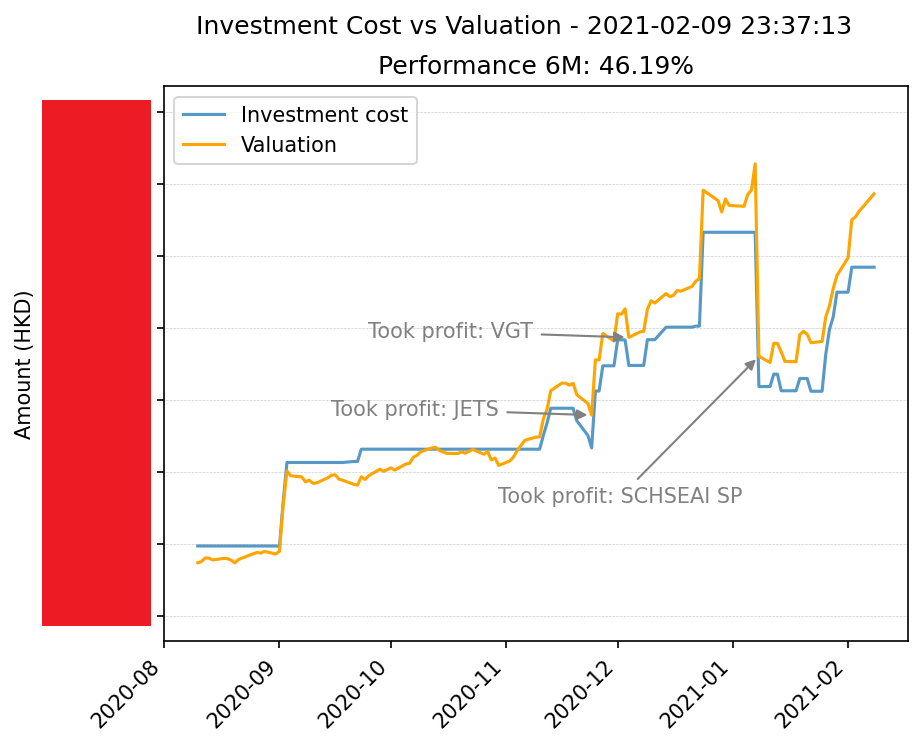 Investment Cost vs Valuation - 2021-02-09 23:37:13
Performance 6M: 46.19%
Investment cost
Valuation
Amount (HKD)
Took profit: VGT
Took profit: JETS
Took profit: SCHSEAI SP
2020-08
2020-09
2020-10
2020-11
2020-12
2021-01
2021-02